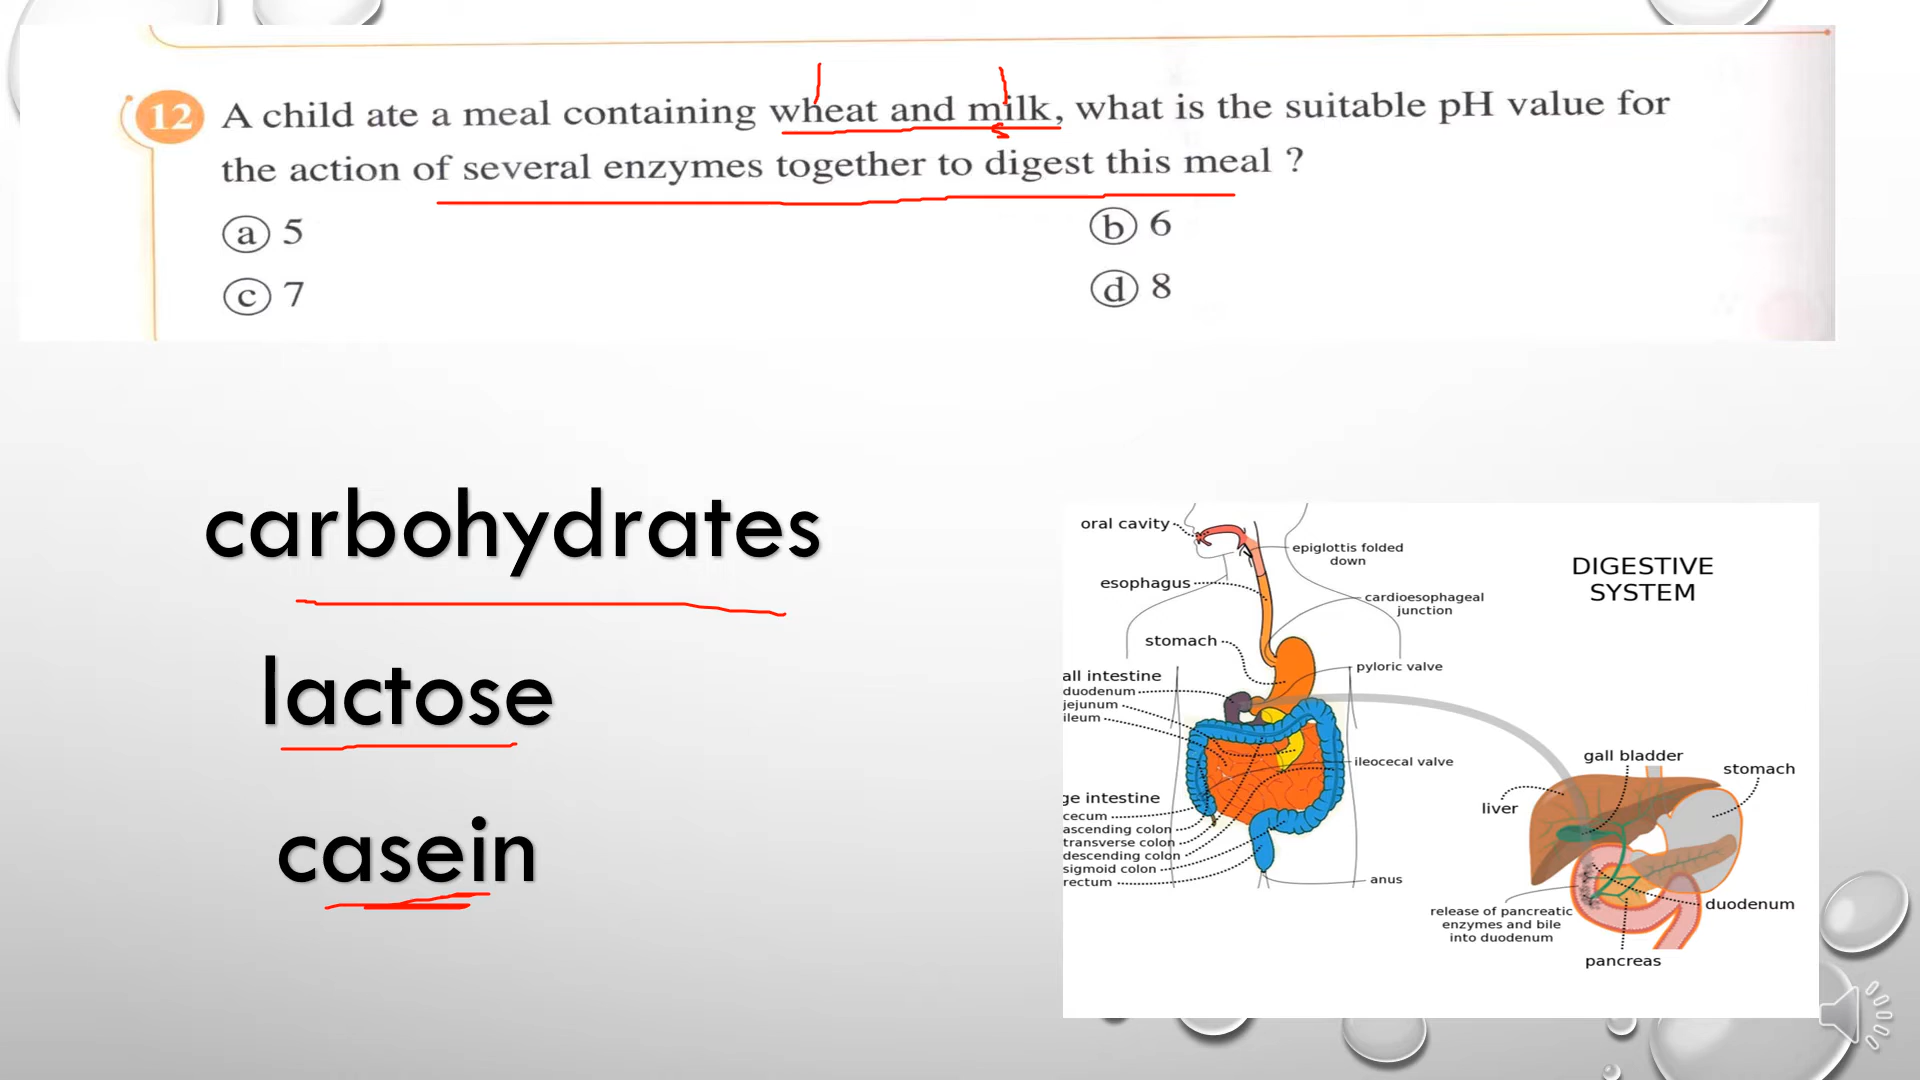 12 A child ate a meal containing wheat and milk, what is the suitable pH value for
the action of several enzymes together to digest this meal ?
a 5
b 6
c 7
d 8
carbohydrates
lactose
casein
oral cavity
epiglottis folded
down
esophagus
cardioesophageal
junction
stomach
pyloric valve
all intestine
duodenum
jejunum
ileum
ileocecal valve
ge intestine
cecum
ascending colon
transverse colon
descending colon
sigmoid colon
rectum
anus
DIGESTIVE
SYSTEM
gall bladder
stomach
liver
duodenum
release of pancreatic
enzymes and bile
into duodenum
pancreas